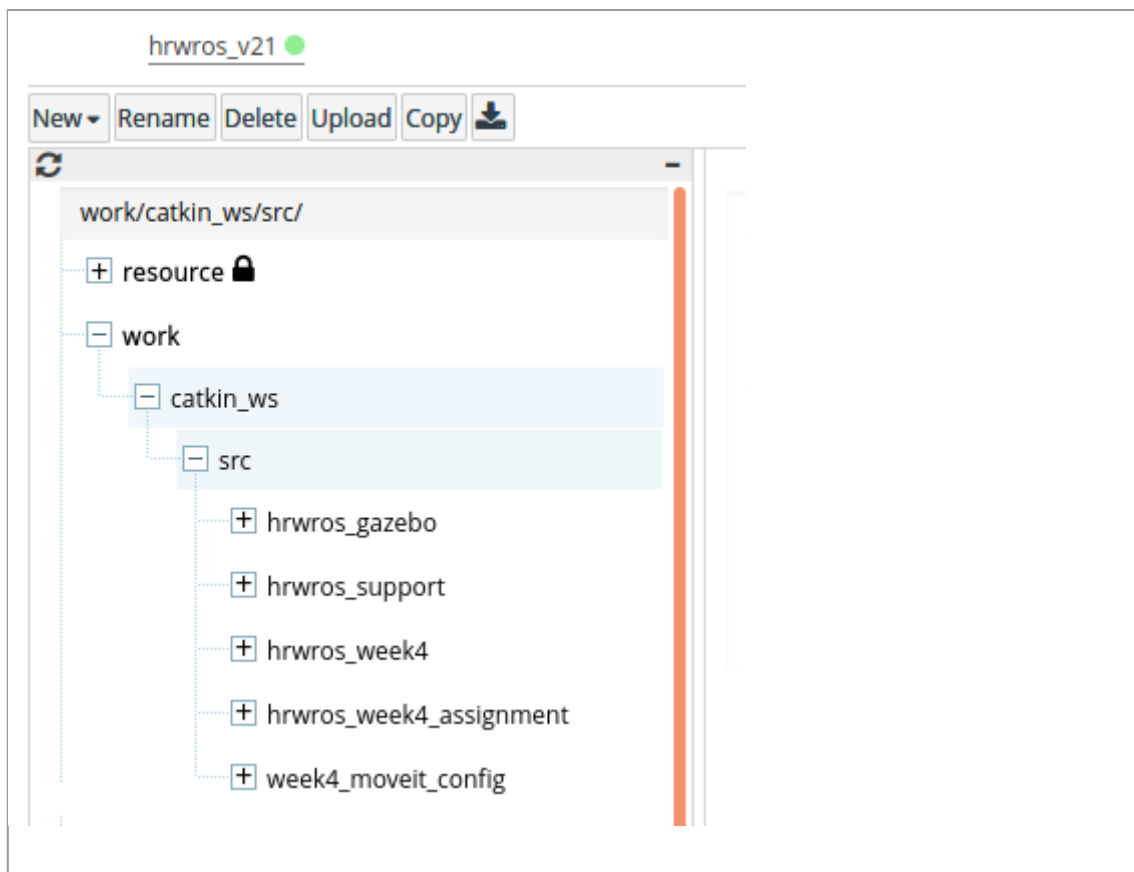 hrwros_v21
New Rename Delete Upload Copy
work/catkin_ws/src/
resource
work
catkin_ws
src
hrwros_gazebo
hrwros_support
hrwros_week4
hrwros_week4_assignment
week4_moveit_config